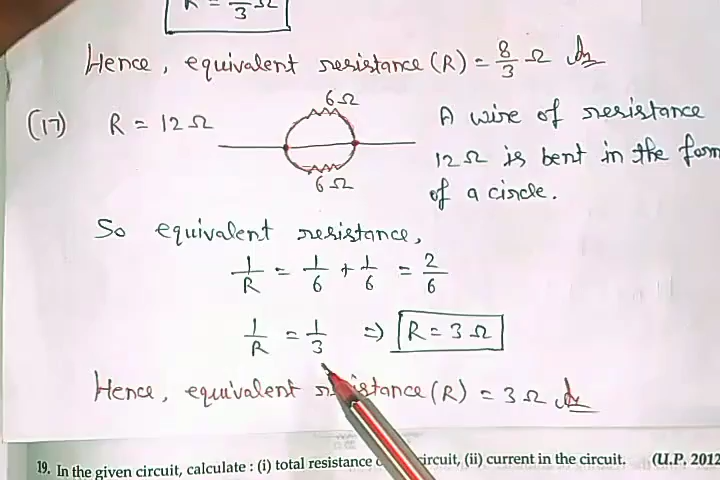 R = 3 Ω
Hence, equivalent resistance (R) = 8/3 Ω Ans
(17) R = 12 Ω
6 Ω
6 Ω
A wire of resistance
12 Ω is bent in the form
of a circle.
So equivalent resistance,
1/R = 1/6 + 1/6 = 2/6
1/R = 1/3 ⇒ R = 3 Ω
Hence, equivalent resistance (R) = 3 Ω Ans
19. In the given circuit, calculate : (i) total resistance circuit, (ii) current in the circuit. (U.P. 2012